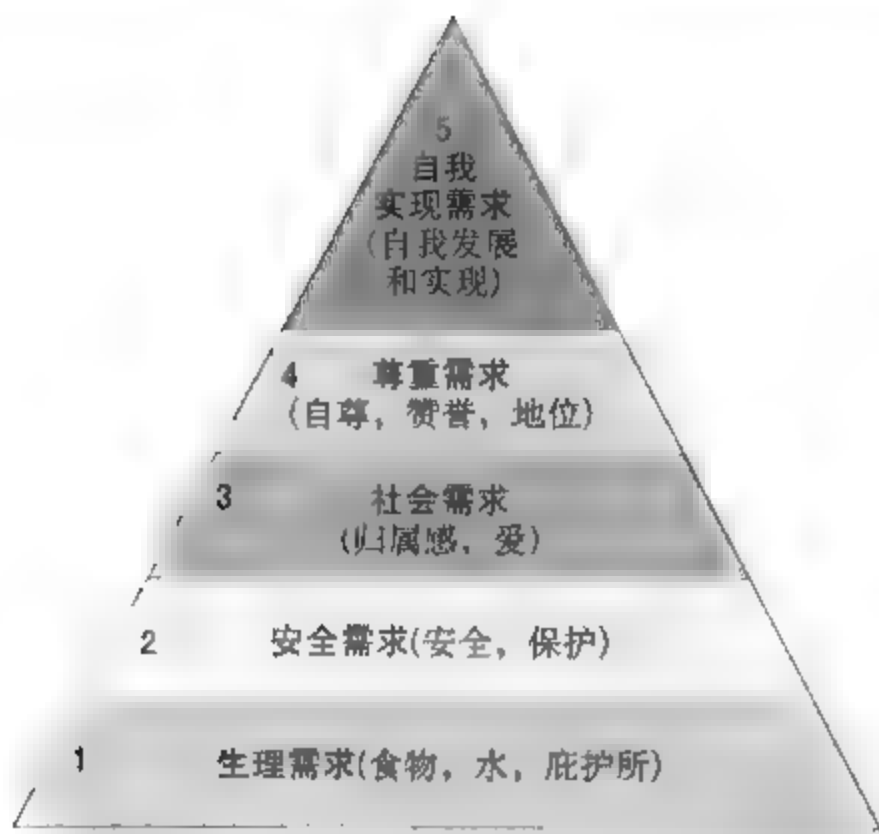 5
自我
实现需求
(自我发展
和实现)
4 尊重需求
(自尊，赞誉，地位)
3 社会需求
(归属感，爱)
2 安全需求(安全，保护)
1 生理需求(食物，水，庇护所)